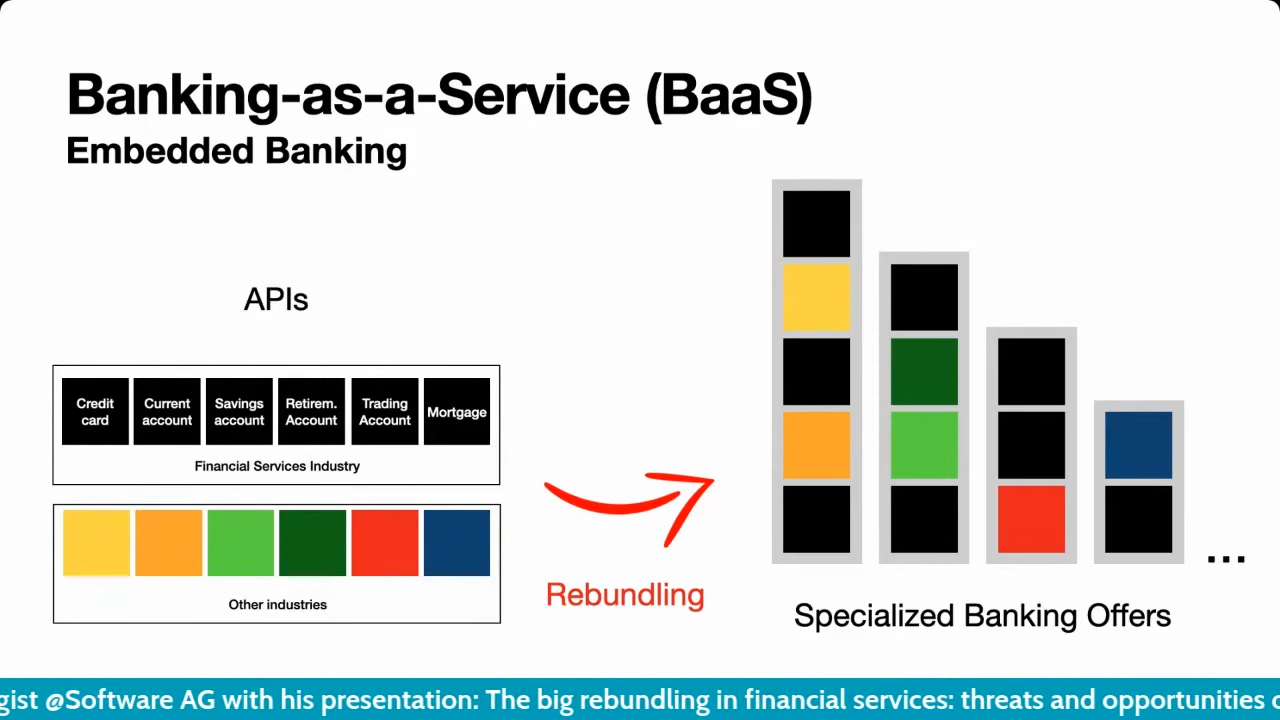 Banking-as-a-Service (BaaS)
Embedded Banking
APIs
Credit card
Current account
Savings account
Retirem. Account
Trading Account
Mortgage
Financial Services Industry
Other industries
Rebundling
Specialized Banking Offers
...
gist @Software AG with his presentation: The big rebundling in financial services: threats and opportunities